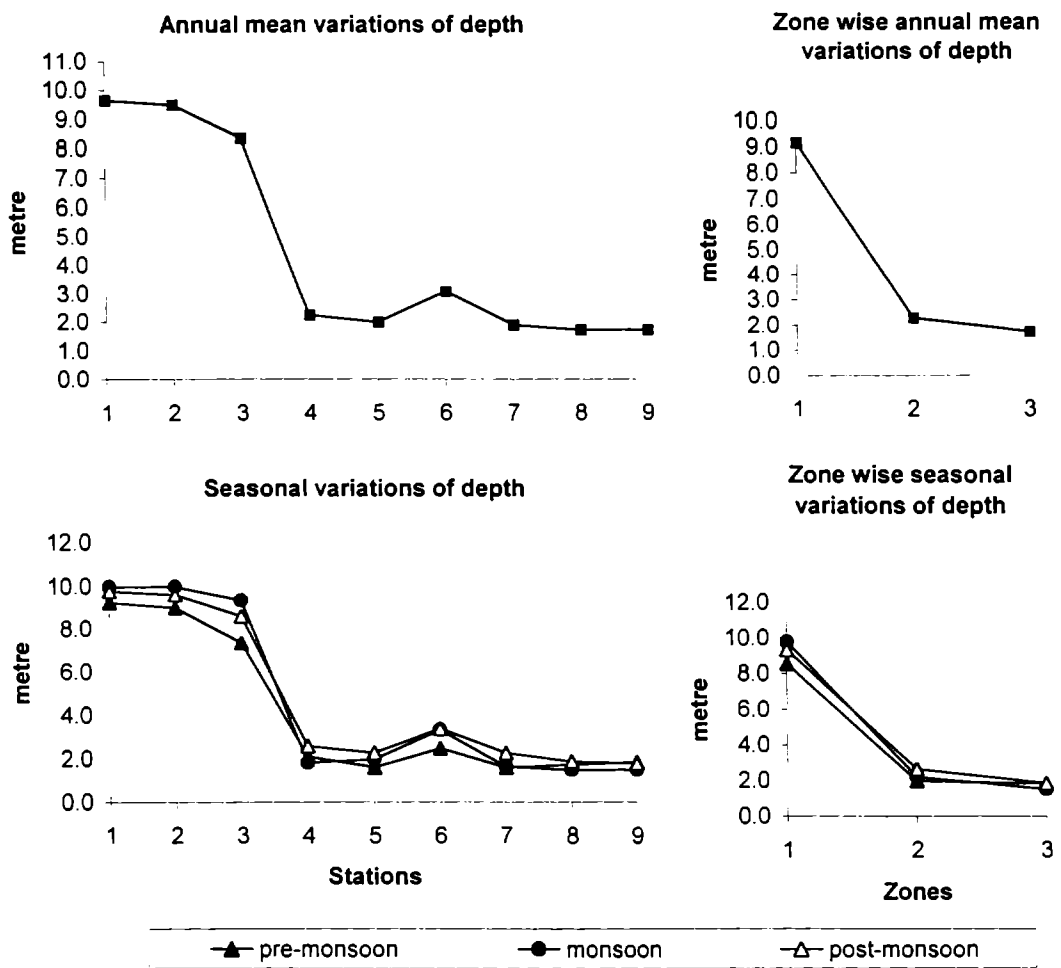 Annual mean variations of depth
metre
11.0
10.0
9.0
8.0
7.0
6.0
5.0
4.0
3.0
2.0
1.0
0.0
1 2 3 4 5 6 7 8 9
Zone wise annual mean
variations of depth
metre
10.0
9.0
8.0
7.0
6.0
5.0
4.0
3.0
2.0
1.0
0.0
1 2 3
Seasonal variations of depth
metre
12.0
10.0
8.0
6.0
4.0
2.0
0.0
1 2 3 4 5 6 7 8 9
Stations
Zone wise seasonal
variations of depth
metre
12.0
10.0
8.0
6.0
4.0
2.0
0.0
1 2 3
Zones
pre-monsoon monsoon post-monsoon